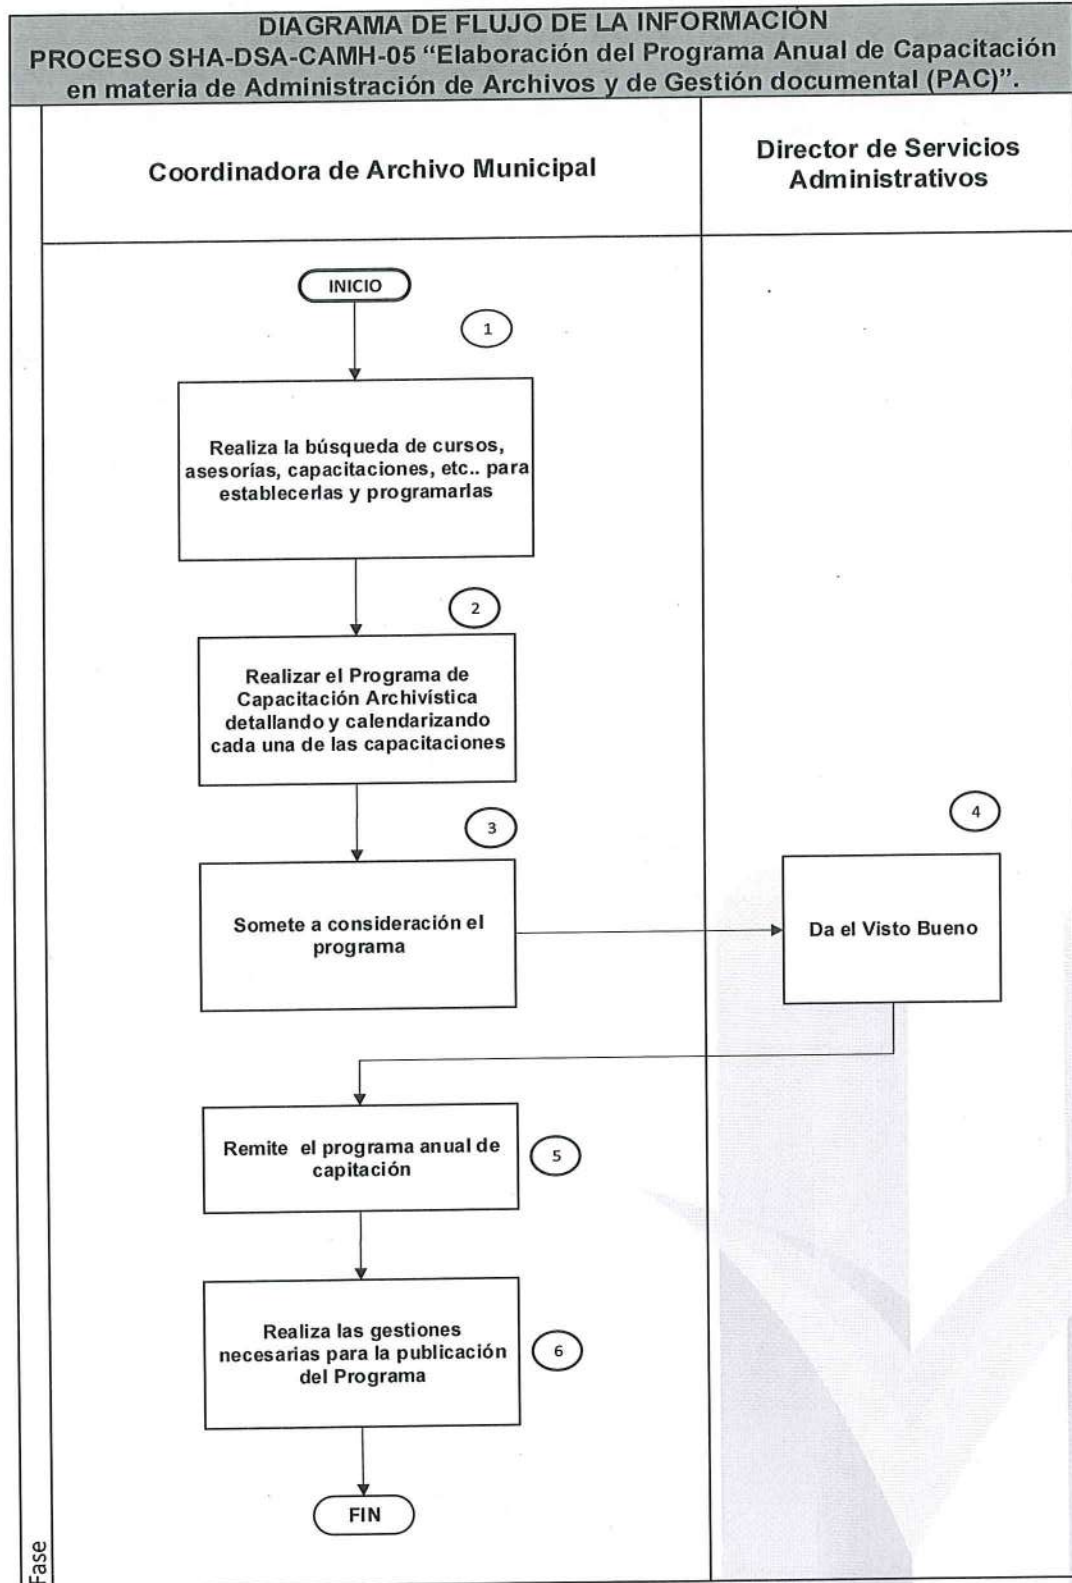 DIAGRAMA DE FLUJO DE LA INFORMACIÓN
PROCESO SHA-DSA-CAMH-05 “Elaboración del Programa Anual de Capacitación
en materia de Administración de Archivos y de Gestión documental (PAC)”.
Coordinadora de Archivo Municipal
Director de Servicios
Administrativos
INICIO
1
Realiza la búsqueda de cursos,
asesorías, capacitaciones, etc.. para
establecerlas y programarlas
2
Realizar el Programa de
Capacitación Archivística
detallando y calendarizando
cada una de las capacitaciones
3
Somete a consideración el
programa
4
Da el Visto Bueno
Remite el programa anual de
capitación
5
Realiza las gestiones
necesarias para la publicación
del Programa
6
FIN
Fase